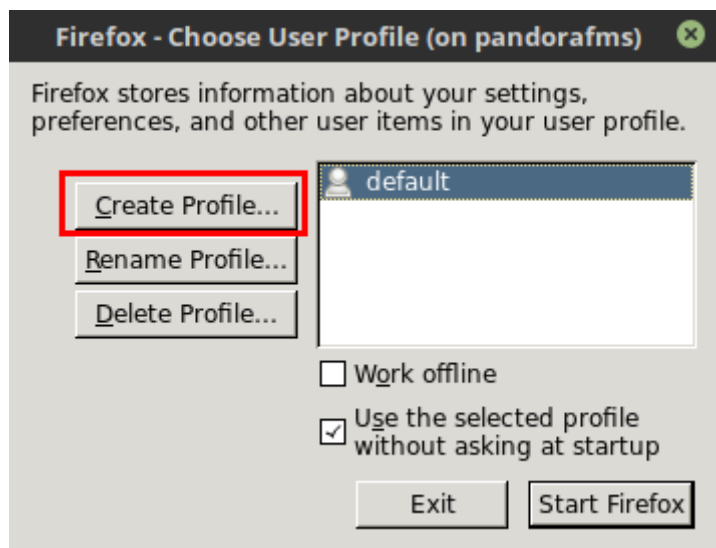 Firefox - Choose User Profile (on pandorafms)
Firefox stores information about your settings,
preferences, and other user items in your user profile.
Create Profile...
default
Rename Profile...
Delete Profile...
Work offline
Use the selected profile
without asking at startup
Exit
Start Firefox